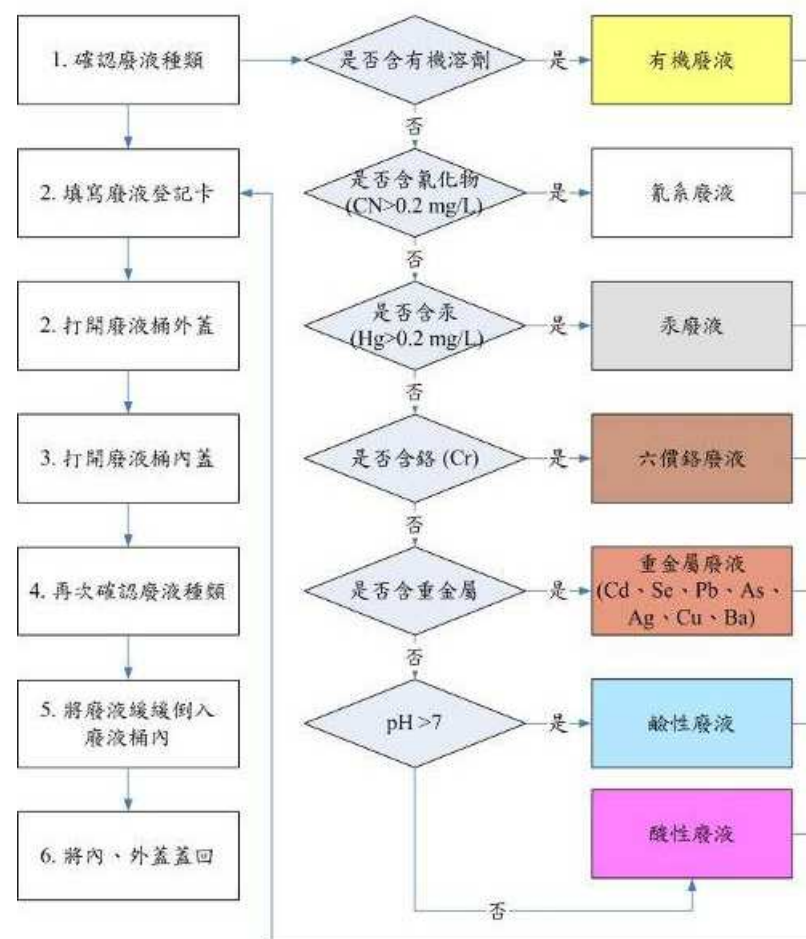 1. 確認廢液種類
是否含有機溶劑
是
有機廢液
否
2. 填寫廢液登記卡
是否含氰化物
(CN>0.2 mg/L)
是
氰系廢液
否
2. 打開廢液桶外蓋
是否含汞
(Hg>0.2 mg/L)
是
汞廢液
否
3. 打開廢液桶內蓋
是否含鉻 (Cr)
是
六價鉻廢液
否
4. 再次確認廢液種類
是否含重金屬
是
重金屬廢液
(Cd、Se、Pb、As、
Ag、Cu、Ba)
否
5. 將廢液緩緩倒入
廢液桶內
pH >7
是
鹼性廢液
6. 將內、外蓋蓋回
酸性廢液
否